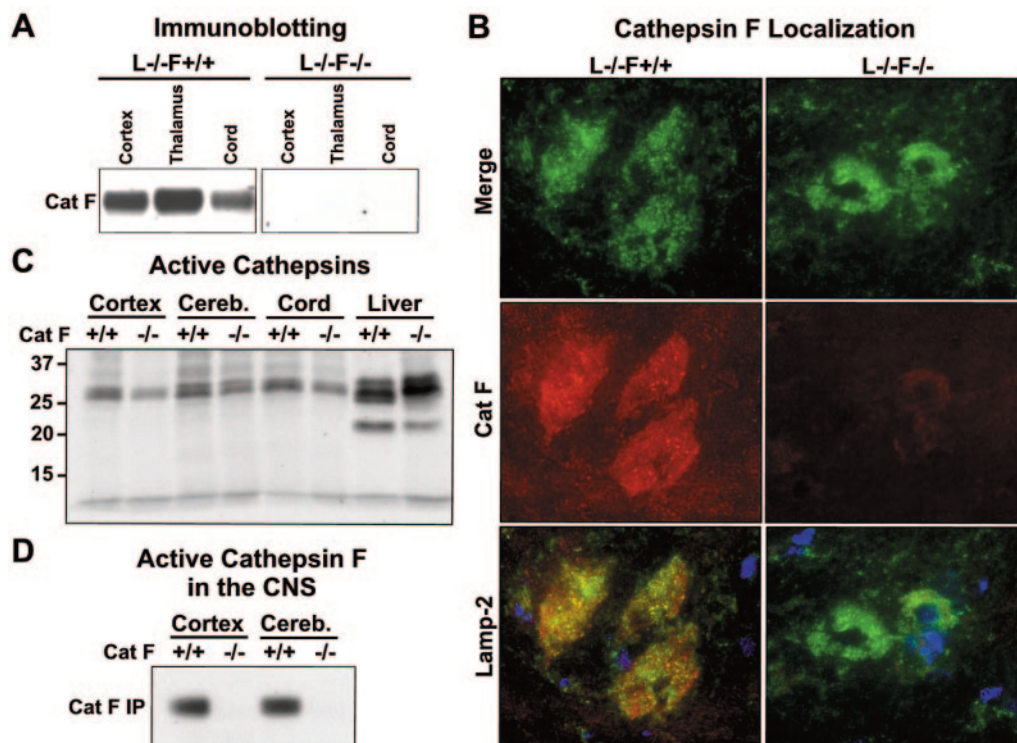 A
Immunoblotting
L-/-F+/+ L-/-F-/-
Cortex Thalamus Cord Cortex Thalamus Cord
Cat F
B
Cathepsin F Localization
L-/-F+/+ L-/-F-/-
Merge
Cat F
Lamp-2
C
Active Cathepsins
Cortex Cereb. Cord Liver
Cat F +/+ -/- +/+ -/- +/+ -/- +/+ -/-
37
25
20
15
D
Active Cathepsin F
in the CNS
Cortex Cereb.
Cat F +/+ -/- +/+ -/-
Cat F IP